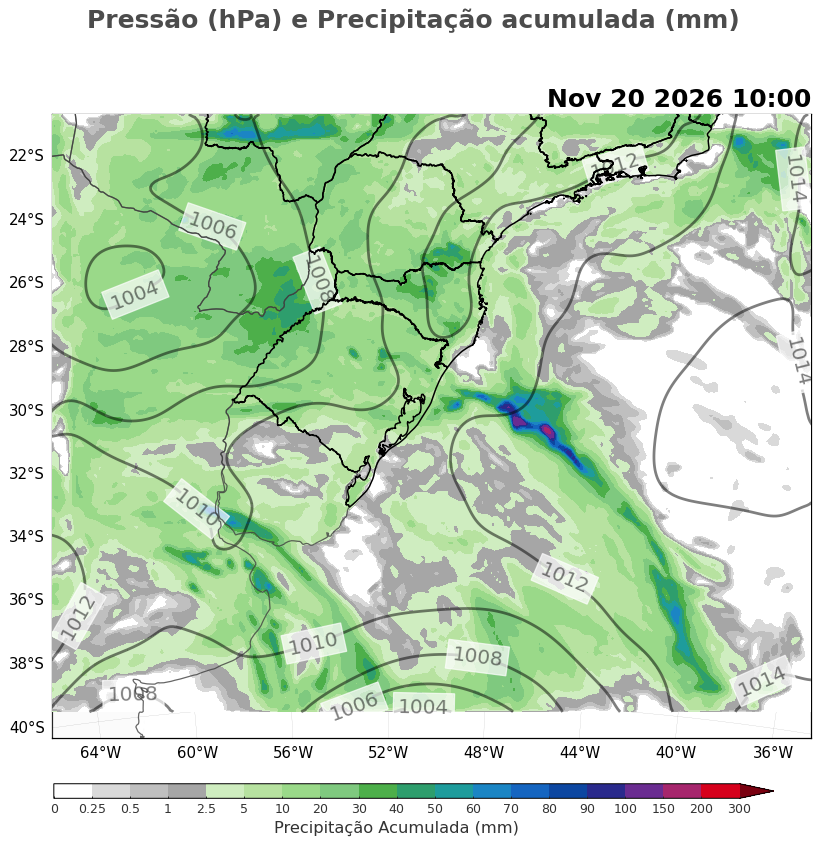 Pressão (hPa) e Precipitação acumulada (mm)
Nov 20 2026 10:00
22°S
24°S
26°S
28°S
30°S
32°S
34°S
36°S
38°S
40°S
1012
1014
1006
1008
1004
1014
1010
1012
1012
1010
1008
1008
1006
1004
1014
64°W 60°W 56°W 52°W 48°W 44°W 40°W 36°W
0 0.25 0.5 1 2.5 5 10 20 30 40 50 60 70 80 90 100 150 200 300
Precipitação Acumulada (mm)